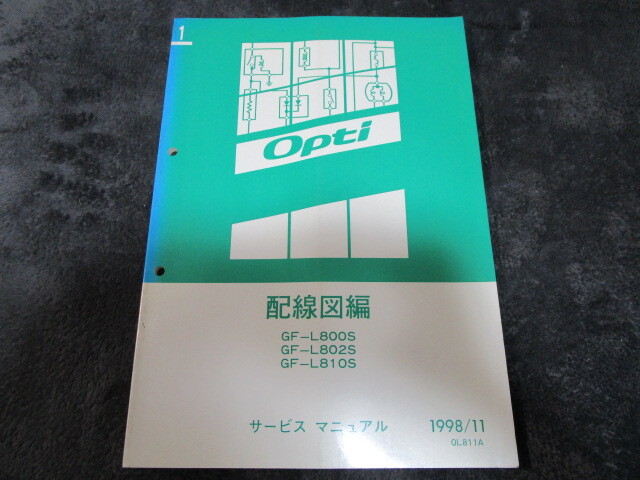 1
Opti
配線図編
GF-L800S
GF-L802S
GF-L810S
サービス マニュアル 1998/11
QL811A